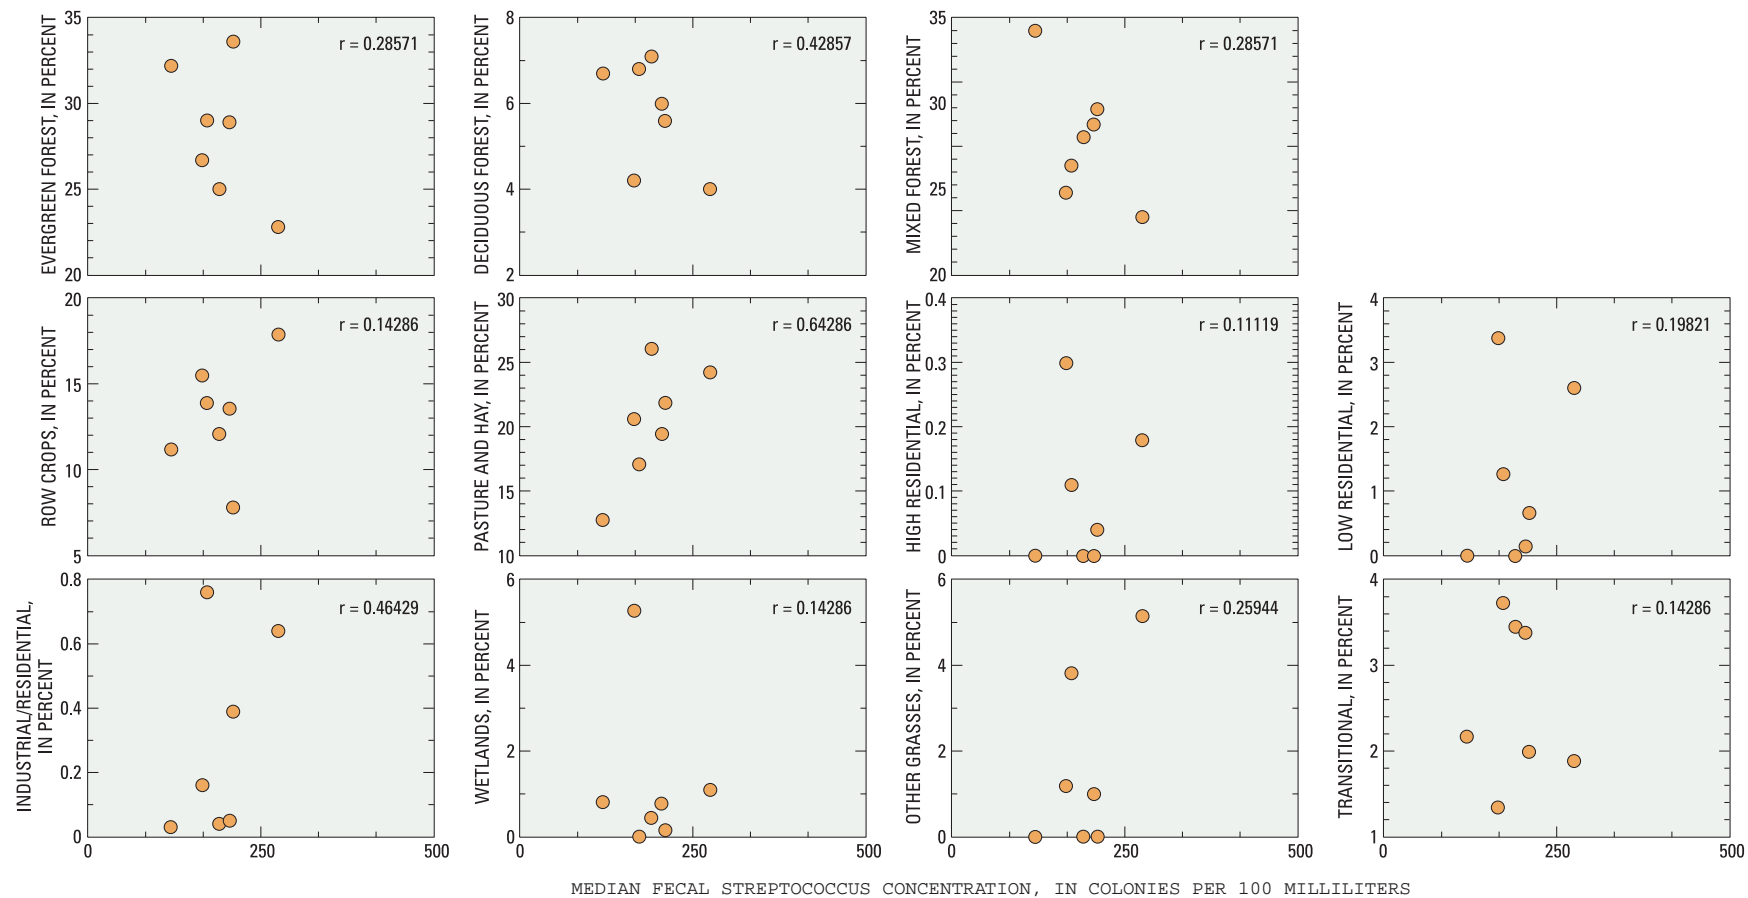 EVERGREEN FOREST, IN PERCENT
35
30
25
20
r = 0.28571
DECIDUOUS FOREST, IN PERCENT
8
6
4
2
r = 0.42857
MIXED FOREST, IN PERCENT
35
30
25
20
r = 0.28571
ROW CROPS, IN PERCENT
20
15
10
5
r = 0.14286
PASTURE AND HAY, IN PERCENT
30
25
20
15
10
r = 0.64286
HIGH RESIDENTIAL, IN PERCENT
0.4
0.3
0.2
0.1
0
r = 0.11119
LOW RESIDENTIAL, IN PERCENT
4
3
2
1
0
r = 0.19821
INDUSTRIAL/RESIDENTIAL,
IN PERCENT
0.8
0.6
0.4
0.2
0
r = 0.46429
0 250 500
WETLANDS, IN PERCENT
6
4
2
0
r = 0.14286
0 250 500
OTHER GRASSES, IN PERCENT
6
4
2
0
r = 0.25944
0 250 500
TRANSITIONAL, IN PERCENT
4
3
2
1
r = 0.14286
0 250 500
MEDIAN FECAL STREPTOCOCCUS CONCENTRATION, IN COLONIES PER 100 MILLILITERS